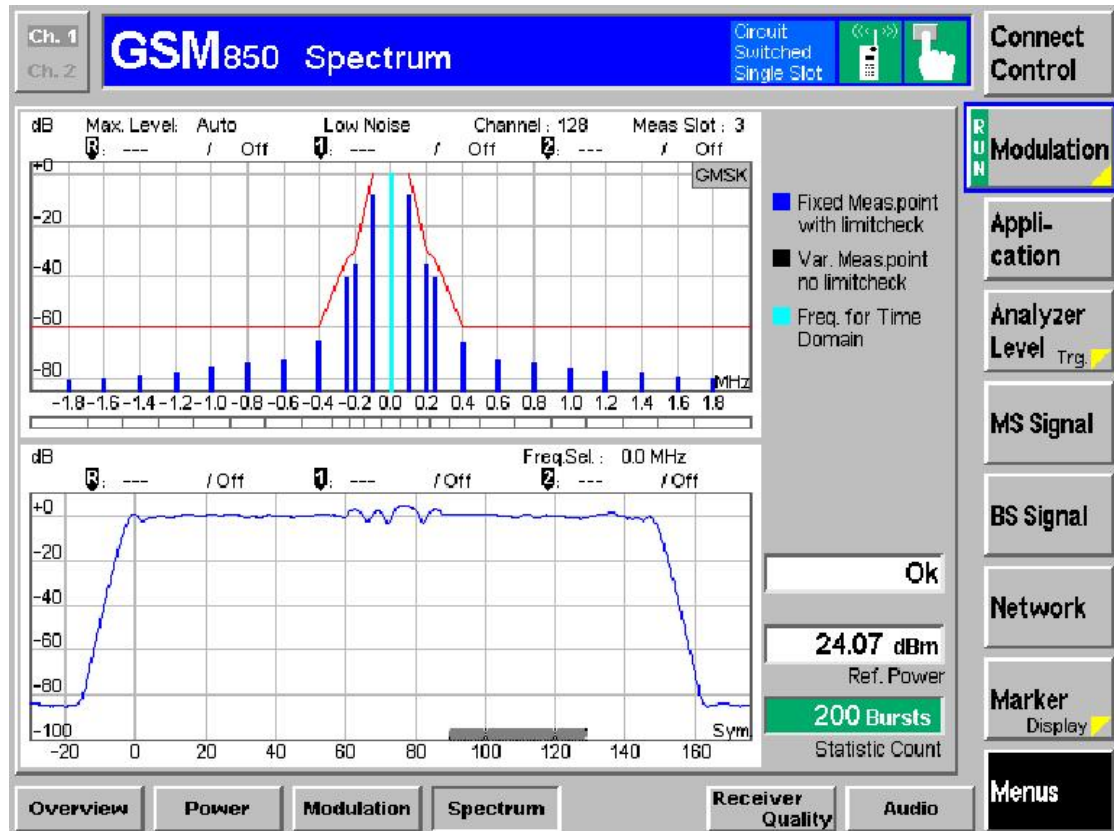 Ch. 1
Ch. 2
GSM850 Spectrum
Circuit
Switched
Single Slot
Connect
Control
dB Max. Level: Auto Low Noise Channel : 128 Meas Slot : 3
R: --- / Off 1: --- / Off 2: --- / Off
GMSK
+0
-20
-40
-60
-80
MHz
-1.8 -1.6 -1.4 -1.2 -1.0 -0.8 -0.6 -0.4 -0.2 0.0 0.2 0.4 0.6 0.8 1.0 1.2 1.4 1.6 1.8
Fixed Meas.point
with limitcheck
Var. Meas.point
no limitcheck
Freq. for Time
Domain
dB Freq.Sel. : 0.0 MHz
R: --- / Off 1: --- / Off 2: --- / Off
+0
-20
-40
-60
-80
-100
Sym
-20 0 20 40 60 80 100 120 140 160
Ok
24.07 dBm
Ref. Power
200 Bursts
Statistic Count
RUN
Modulation
Appli-
cation
Analyzer
Level Trg.
MS Signal
BS Signal
Network
Marker
Display
Menus
Overview Power Modulation Spectrum Receiver Quality Audio